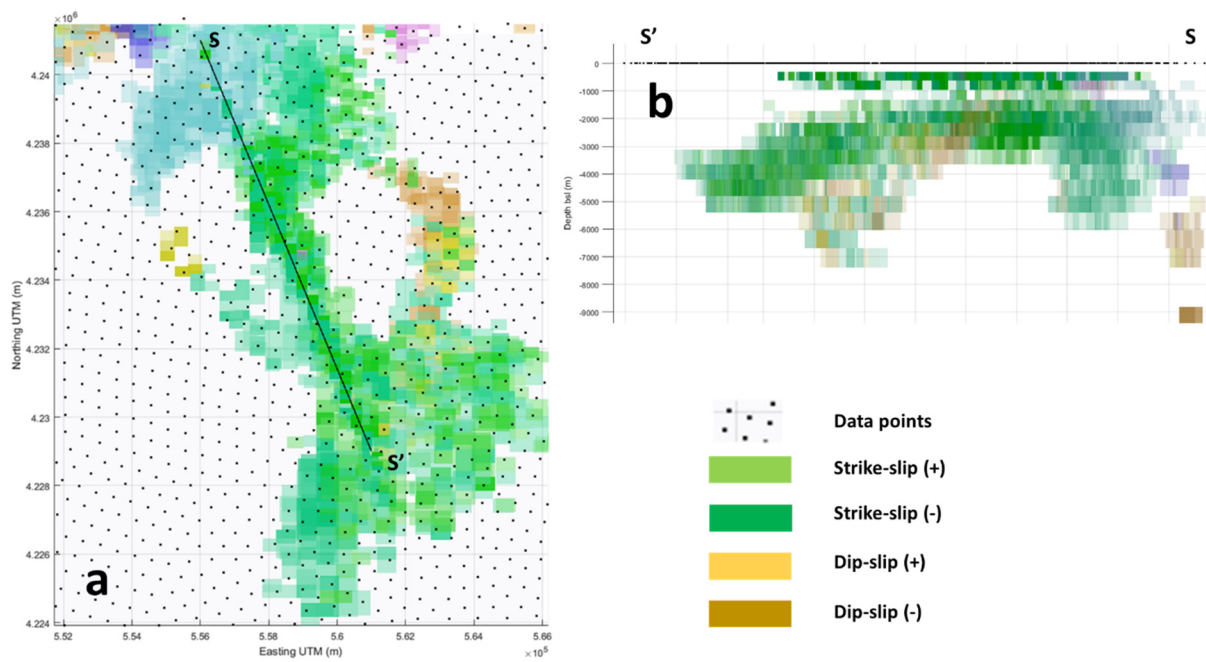 ×10⁶
4.24
4.238
4.236
4.234
4.232
4.23
4.228
4.226
4.224
Northing UTM (m)
5.52 5.54 5.56 5.58 5.6 5.62 5.64 5.66
Easting UTM (m)
×10⁵
S
S’
a
S’ S
b
0
-1000
-2000
-3000
-4000
-5000
-6000
-7000
-8000
-9000
Depth bsl (m)
Data points
Strike-slip (+)
Strike-slip (-)
Dip-slip (+)
Dip-slip (-)